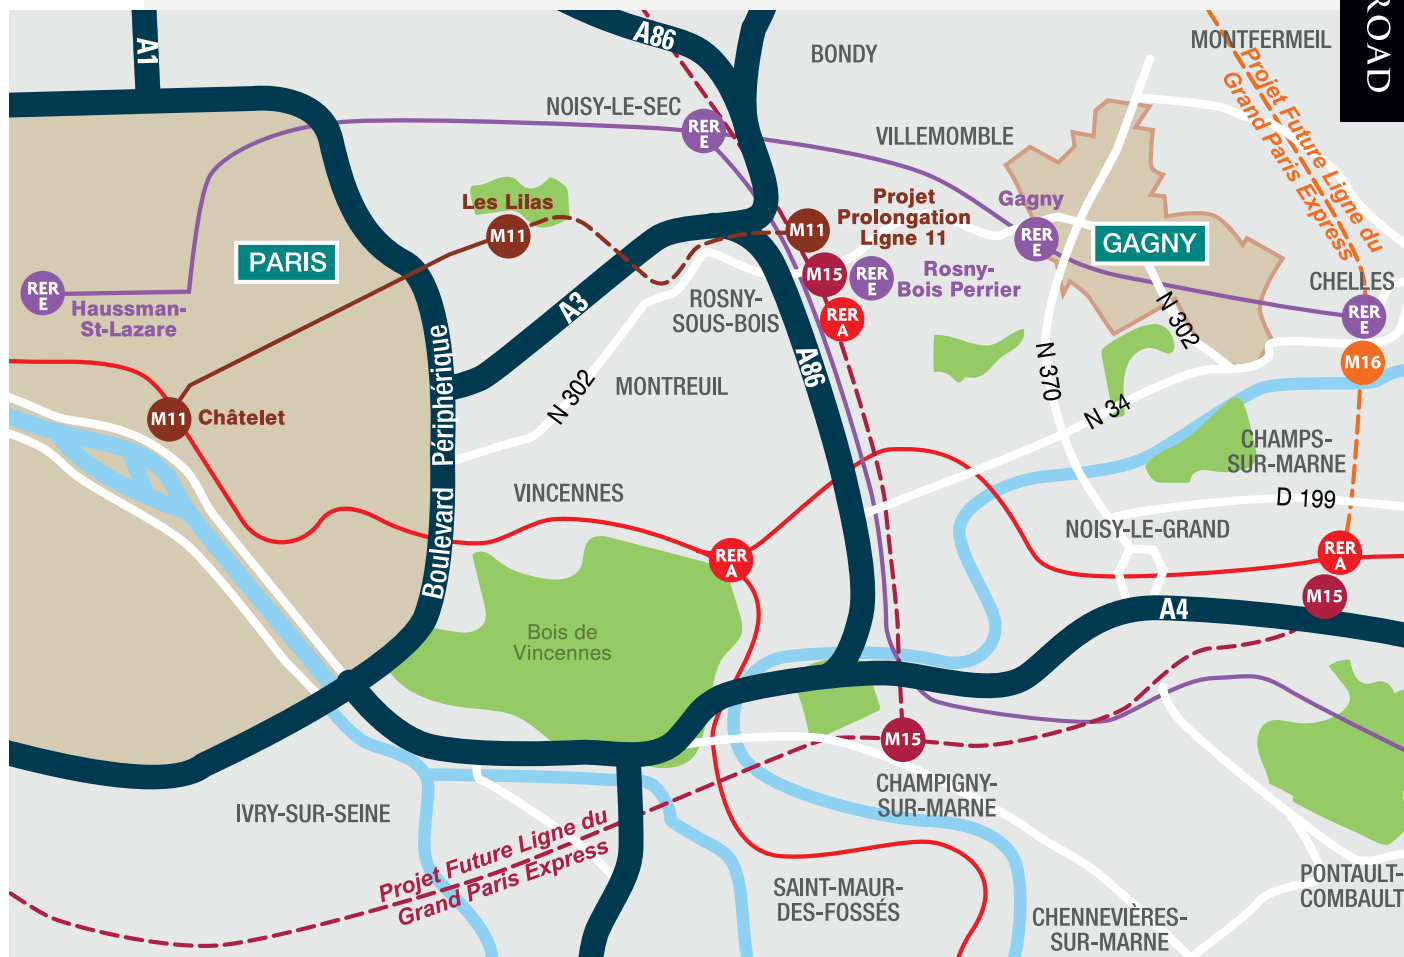 ROAD
A1
A86
BONDY
MONTFERMEIL
Projet Future Ligne du
Grand Paris Express
NOISY-LE-SEC
RER
E
VILLEMOMBLE
Les Lilas
M11
Projet
Prolongation
Ligne 11
M11
Gagny
RER
E
GAGNY
PARIS
RER
E
Haussman-
St-Lazare
M15
RER
E
Rosny-
Bois Perrier
CHELLES
RER
E
ROSNY-
SOUS-BOIS
RER
A
A3
N 302
M16
A86
N 370
MONTREUIL
N 302
N 34
M11
Châtelet
Boulevard Périphérique
CHAMPS-
SUR-MARNE
VINCENNES
D 199
NOISY-LE-GRAND
RER
A
RER
A
M15
A4
Bois de
Vincennes
M15
CHAMPIGNY-
SUR-MARNE
IVRY-SUR-SEINE
Projet Future Ligne du
Grand Paris Express
SAINT-MAUR-
DES-FOSSÉS
PONTAULT-
COMBAULT
CHENNEVIÈRES-
SUR-MARNE